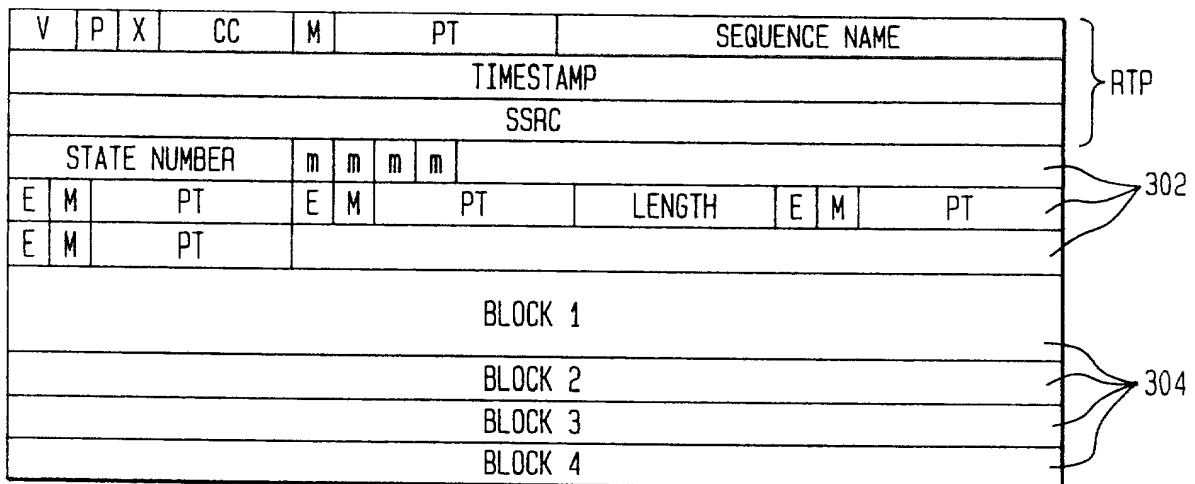 V P X CC M PT SEQUENCE NAME
TIMESTAMP
RTP
SSRC
STATE NUMBER m m m m
302
E M PT E M PT LENGTH E M PT
E M PT
BLOCK 1
BLOCK 2
304
BLOCK 3
BLOCK 4